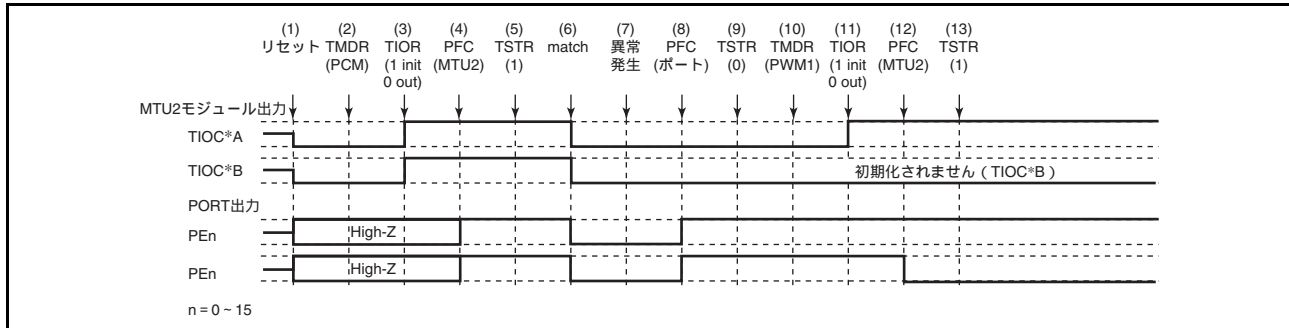 (1) (2) (3) (4) (5) (6) (7) (8) (9) (10) (11) (12) (13)
リセット TMDR TIOR PFC TSTR match 異常 PFC TSTR TMDR TIOR PFC TSTR
(PCM) (1 init (MTU2) (1) 発生 (ポート) (0) (PWM1) (1 init (MTU2) (1)
0 out) 0 out)
MTU2モジュール出力
TIOC*A
TIOC*B 初期化されません(TIOC*B)
PORT出力
PEn High-Z
PEn High-Z
n = 0 ~ 15